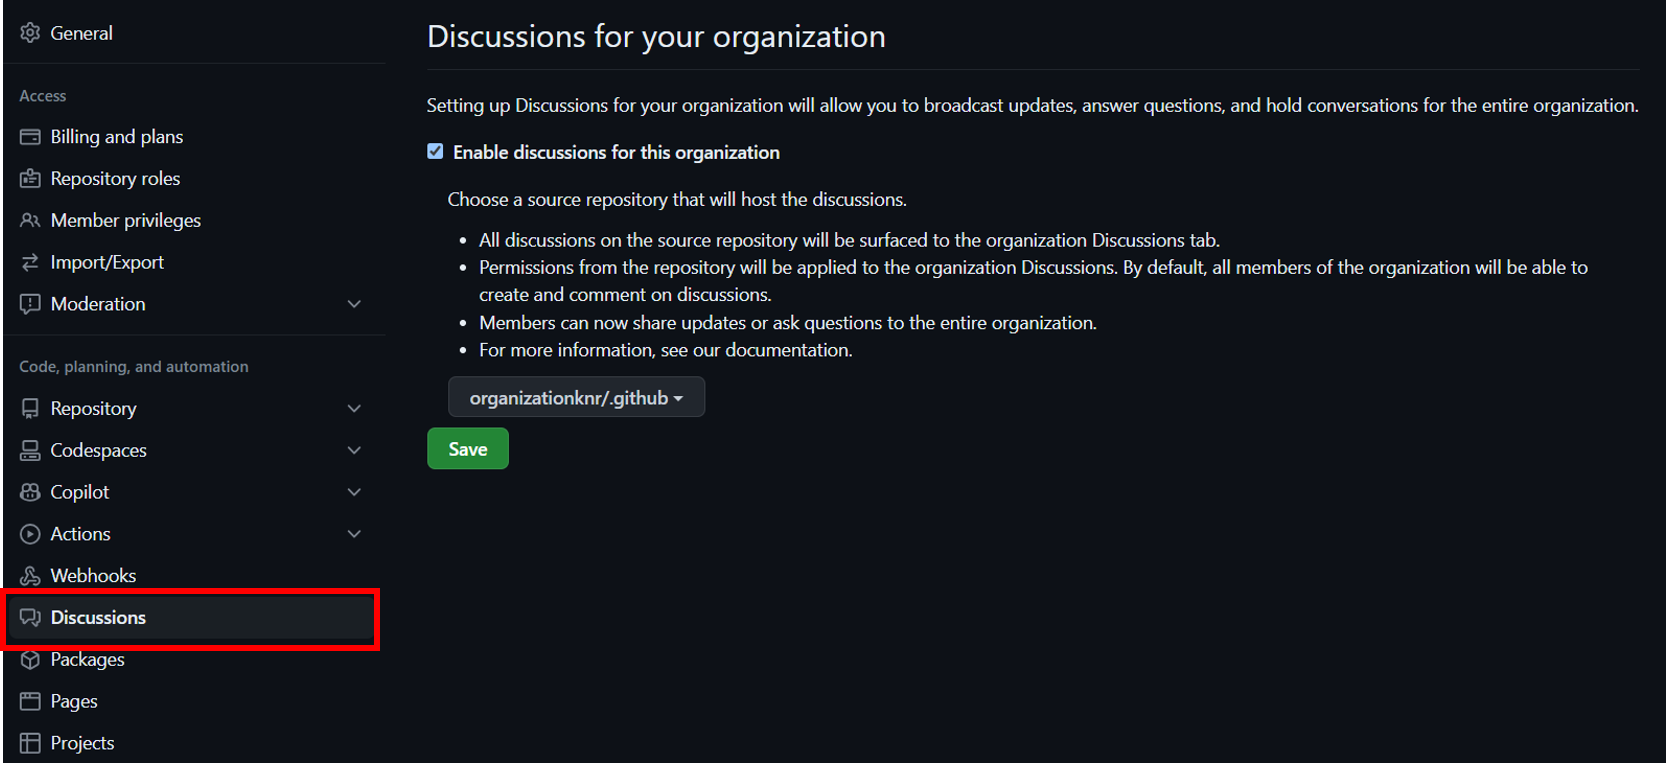 General
Access
Billing and plans
Repository roles
Member privileges
Import/Export
Moderation
Code, planning, and automation
Repository
Codespaces
Copilot
Actions
Webhooks
Discussions
Packages
Pages
Projects
Discussions for your organization
Setting up Discussions for your organization will allow you to broadcast updates, answer questions, and hold conversations for the entire organization.
Enable discussions for this organization
Choose a source repository that will host the discussions.
• All discussions on the source repository will be surfaced to the organization Discussions tab.
• Permissions from the repository will be applied to the organization Discussions. By default, all members of the organization will be able to
create and comment on discussions.
• Members can now share updates or ask questions to the entire organization.
• For more information, see our documentation.
organizationknr/.github
Save